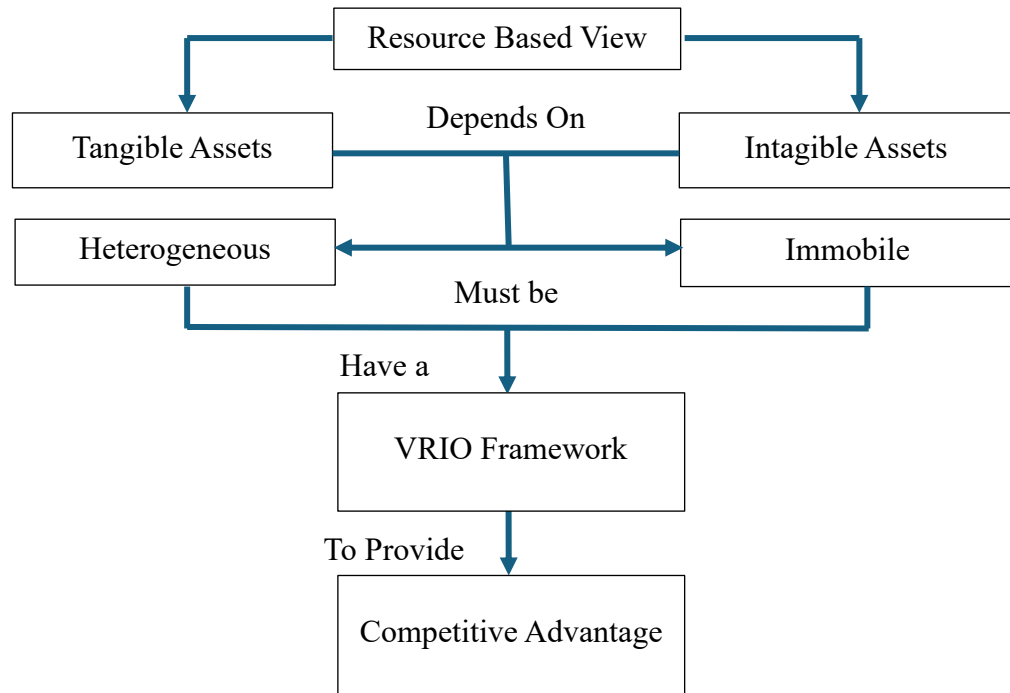 Resource Based View
Depends On
Tangible Assets
Intagible Assets
Heterogeneous
Immobile
Must be
Have a
VRIO Framework
To Provide
Competitive Advantage